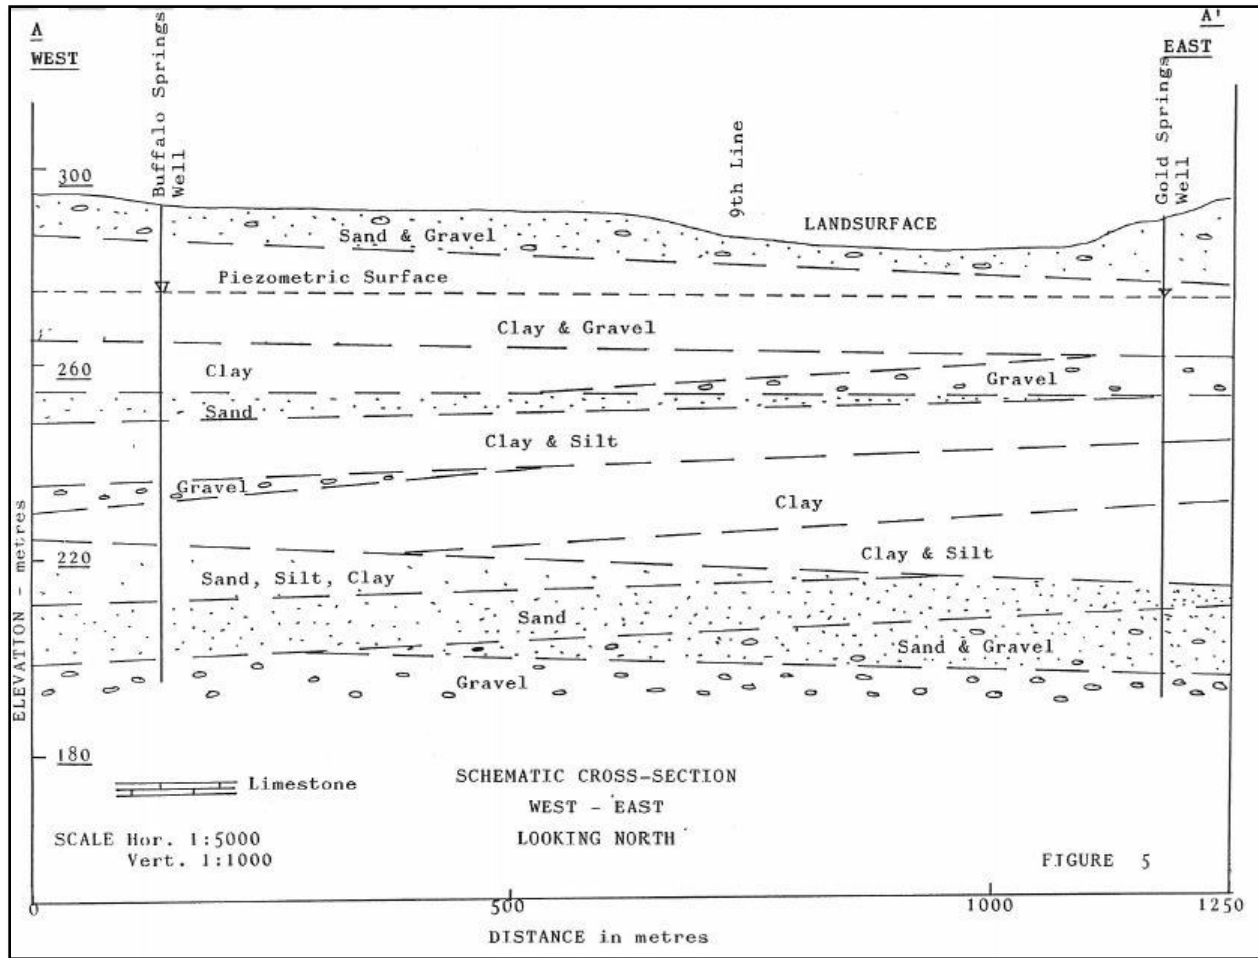 A
WEST
A'
EAST
Buffalo Springs
Well
9th Line
Gold Springs
Well
300
LANDSURFACE
Sand & Gravel
Piezometric Surface
Clay & Gravel
Clay
260
Gravel
Sand
Clay & Silt
Gravel
Clay
220
Clay & Silt
Sand, Silt, Clay
Sand
Sand & Gravel
Gravel
ELEVATION - metres
180
Limestone
SCHEMATIC CROSS-SECTION
WEST - EAST
LOOKING NORTH
SCALE Hor. 1:5000
Vert. 1:1000
FIGURE 5
0
500
1000
1250
DISTANCE in metres